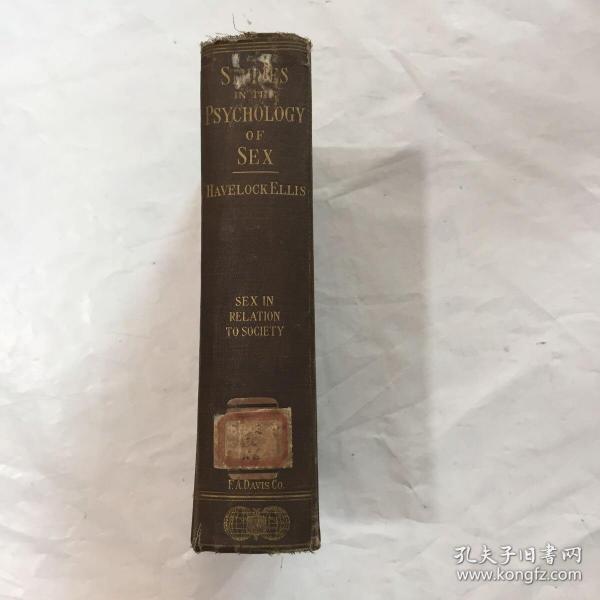 STUDIES
IN THE
PSYCHOLOGY
OF
SEX
HAVELOCK ELLIS
SEX IN
RELATION
TO SOCIETY
F. A. DAVIS CO.
孔夫子旧书网
www.kongfz.com